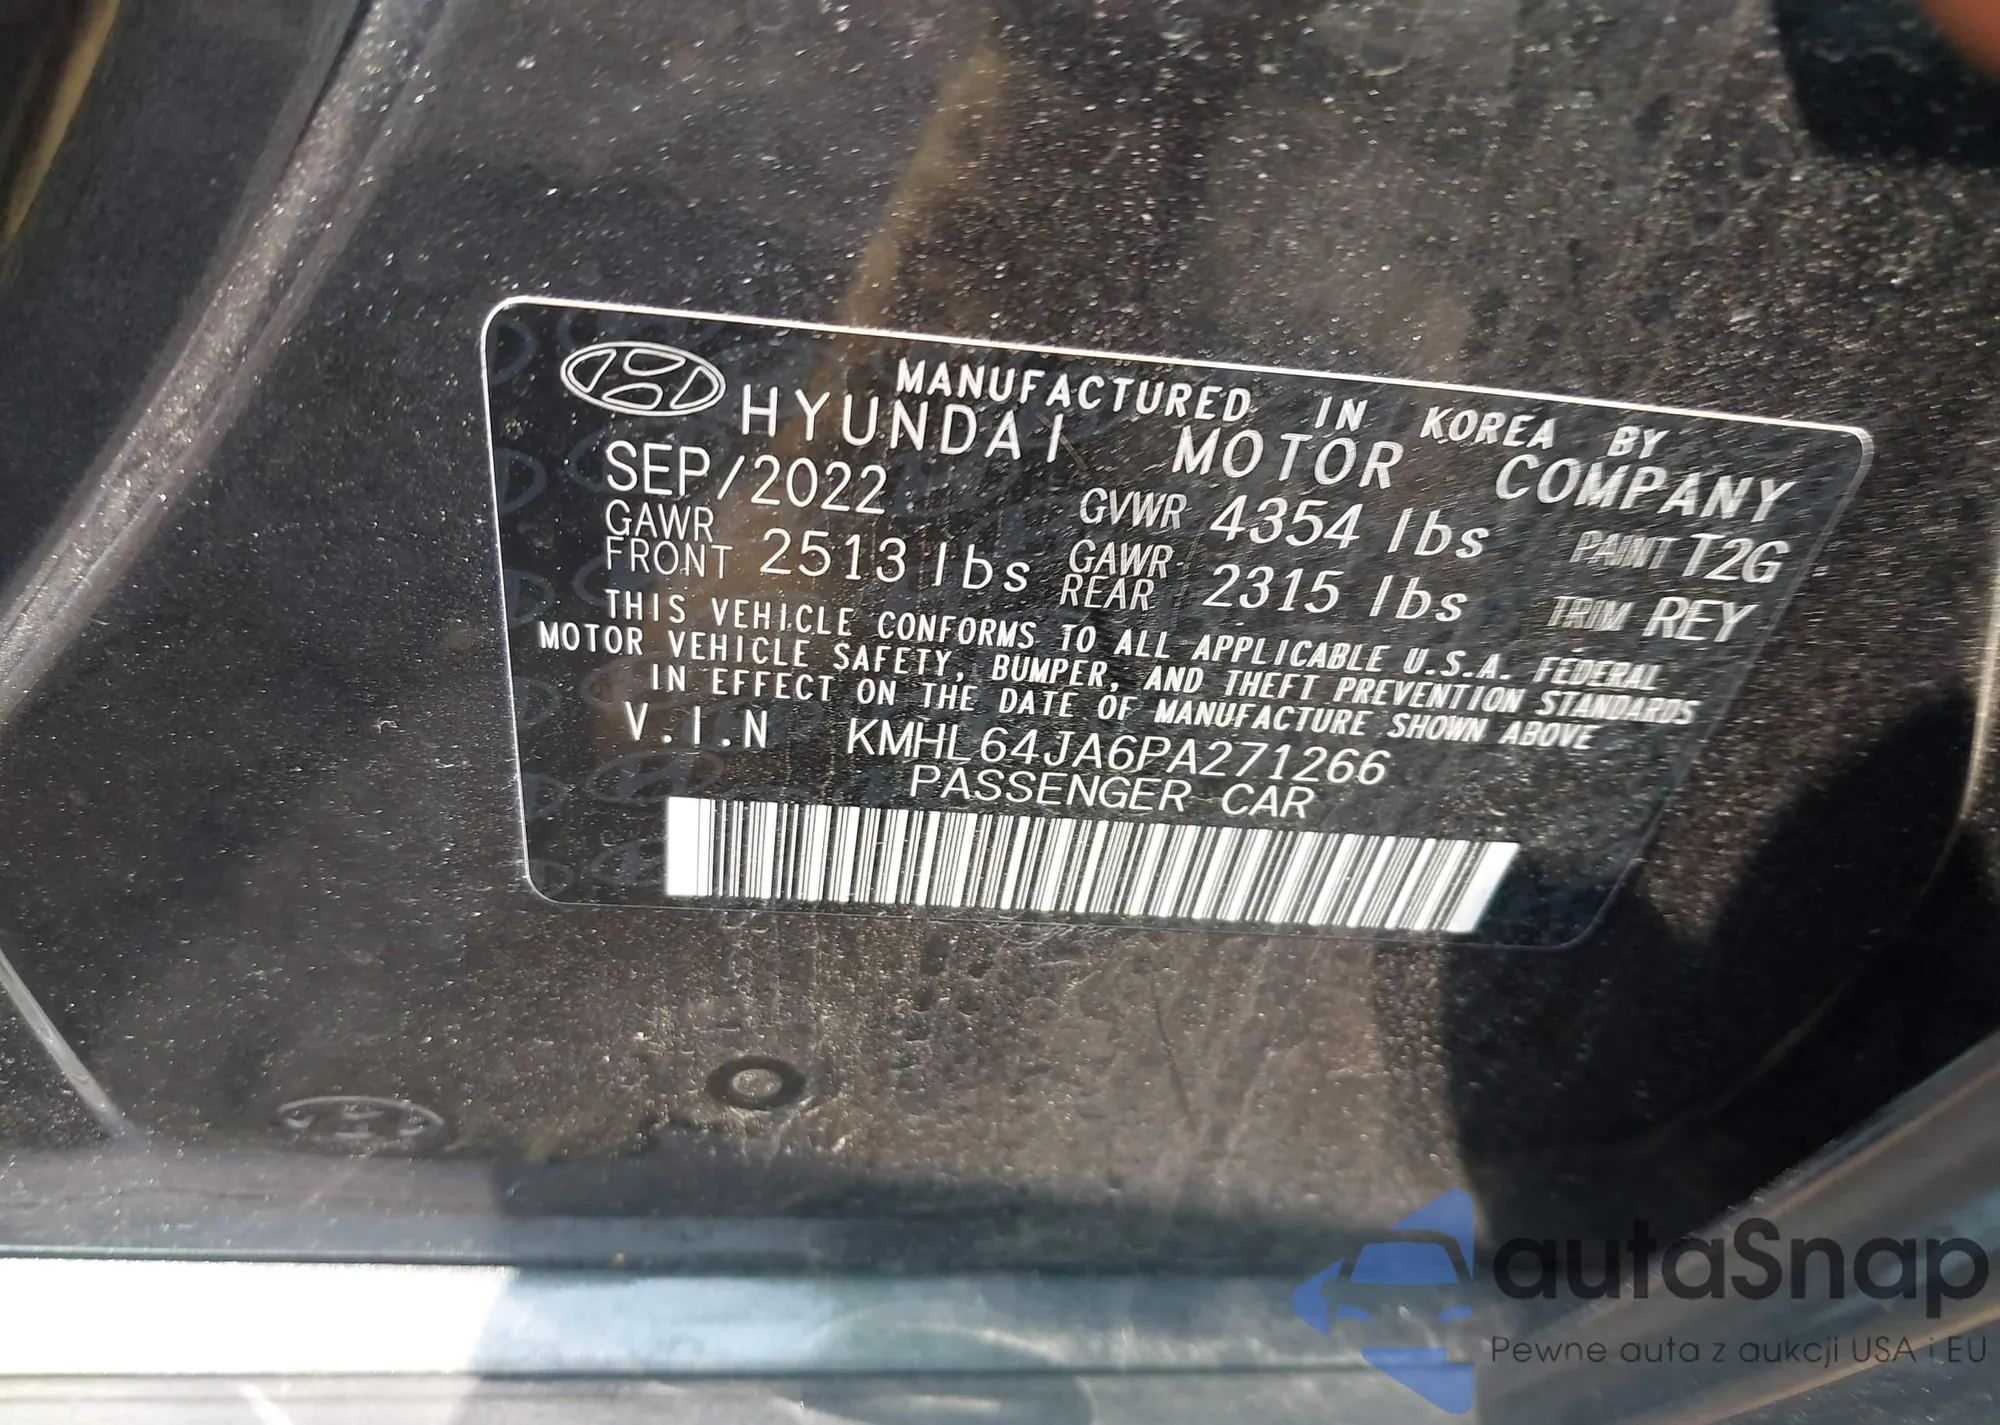 MANUFACTURED IN KOREA BY
HYUNDAI MOTOR COMPANY
SEP/2022 GVWR 4354 lbs PAINT T2G
GAWR FRONT 2513 lbs GAWR REAR 2315 lbs TRIM REY
THIS VEHICLE CONFORMS TO ALL APPLICABLE U.S.A. FEDERAL
MOTOR VEHICLE SAFETY, BUMPER, AND THEFT PREVENTION STANDARDS
IN EFFECT ON THE DATE OF MANUFACTURE SHOWN ABOVE
V.I.N KMHL64JA6PA271266
PASSENGER CAR
autaSnap
Pewne auta z aukcji USA i EU